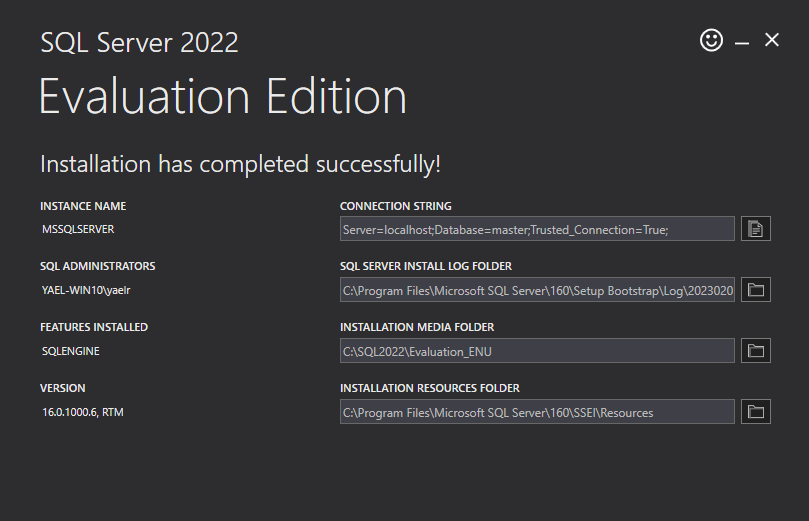 SQL Server 2022
Evaluation Edition
Installation has completed successfully!
INSTANCE NAME
MSSQLSERVER
CONNECTION STRING
Server=localhost;Database=master;Trusted_Connection=True;
SQL ADMINISTRATORS
YAEL-WIN10\yaelr
SQL SERVER INSTALL LOG FOLDER
C:\Program Files\Microsoft SQL Server\160\Setup Bootstrap\Log\2023020
FEATURES INSTALLED
SQLENGINE
INSTALLATION MEDIA FOLDER
C:\SQL2022\Evaluation_ENU
VERSION
16.0.1000.6, RTM
INSTALLATION RESOURCES FOLDER
C:\Program Files\Microsoft SQL Server\160\SSEI\Resources